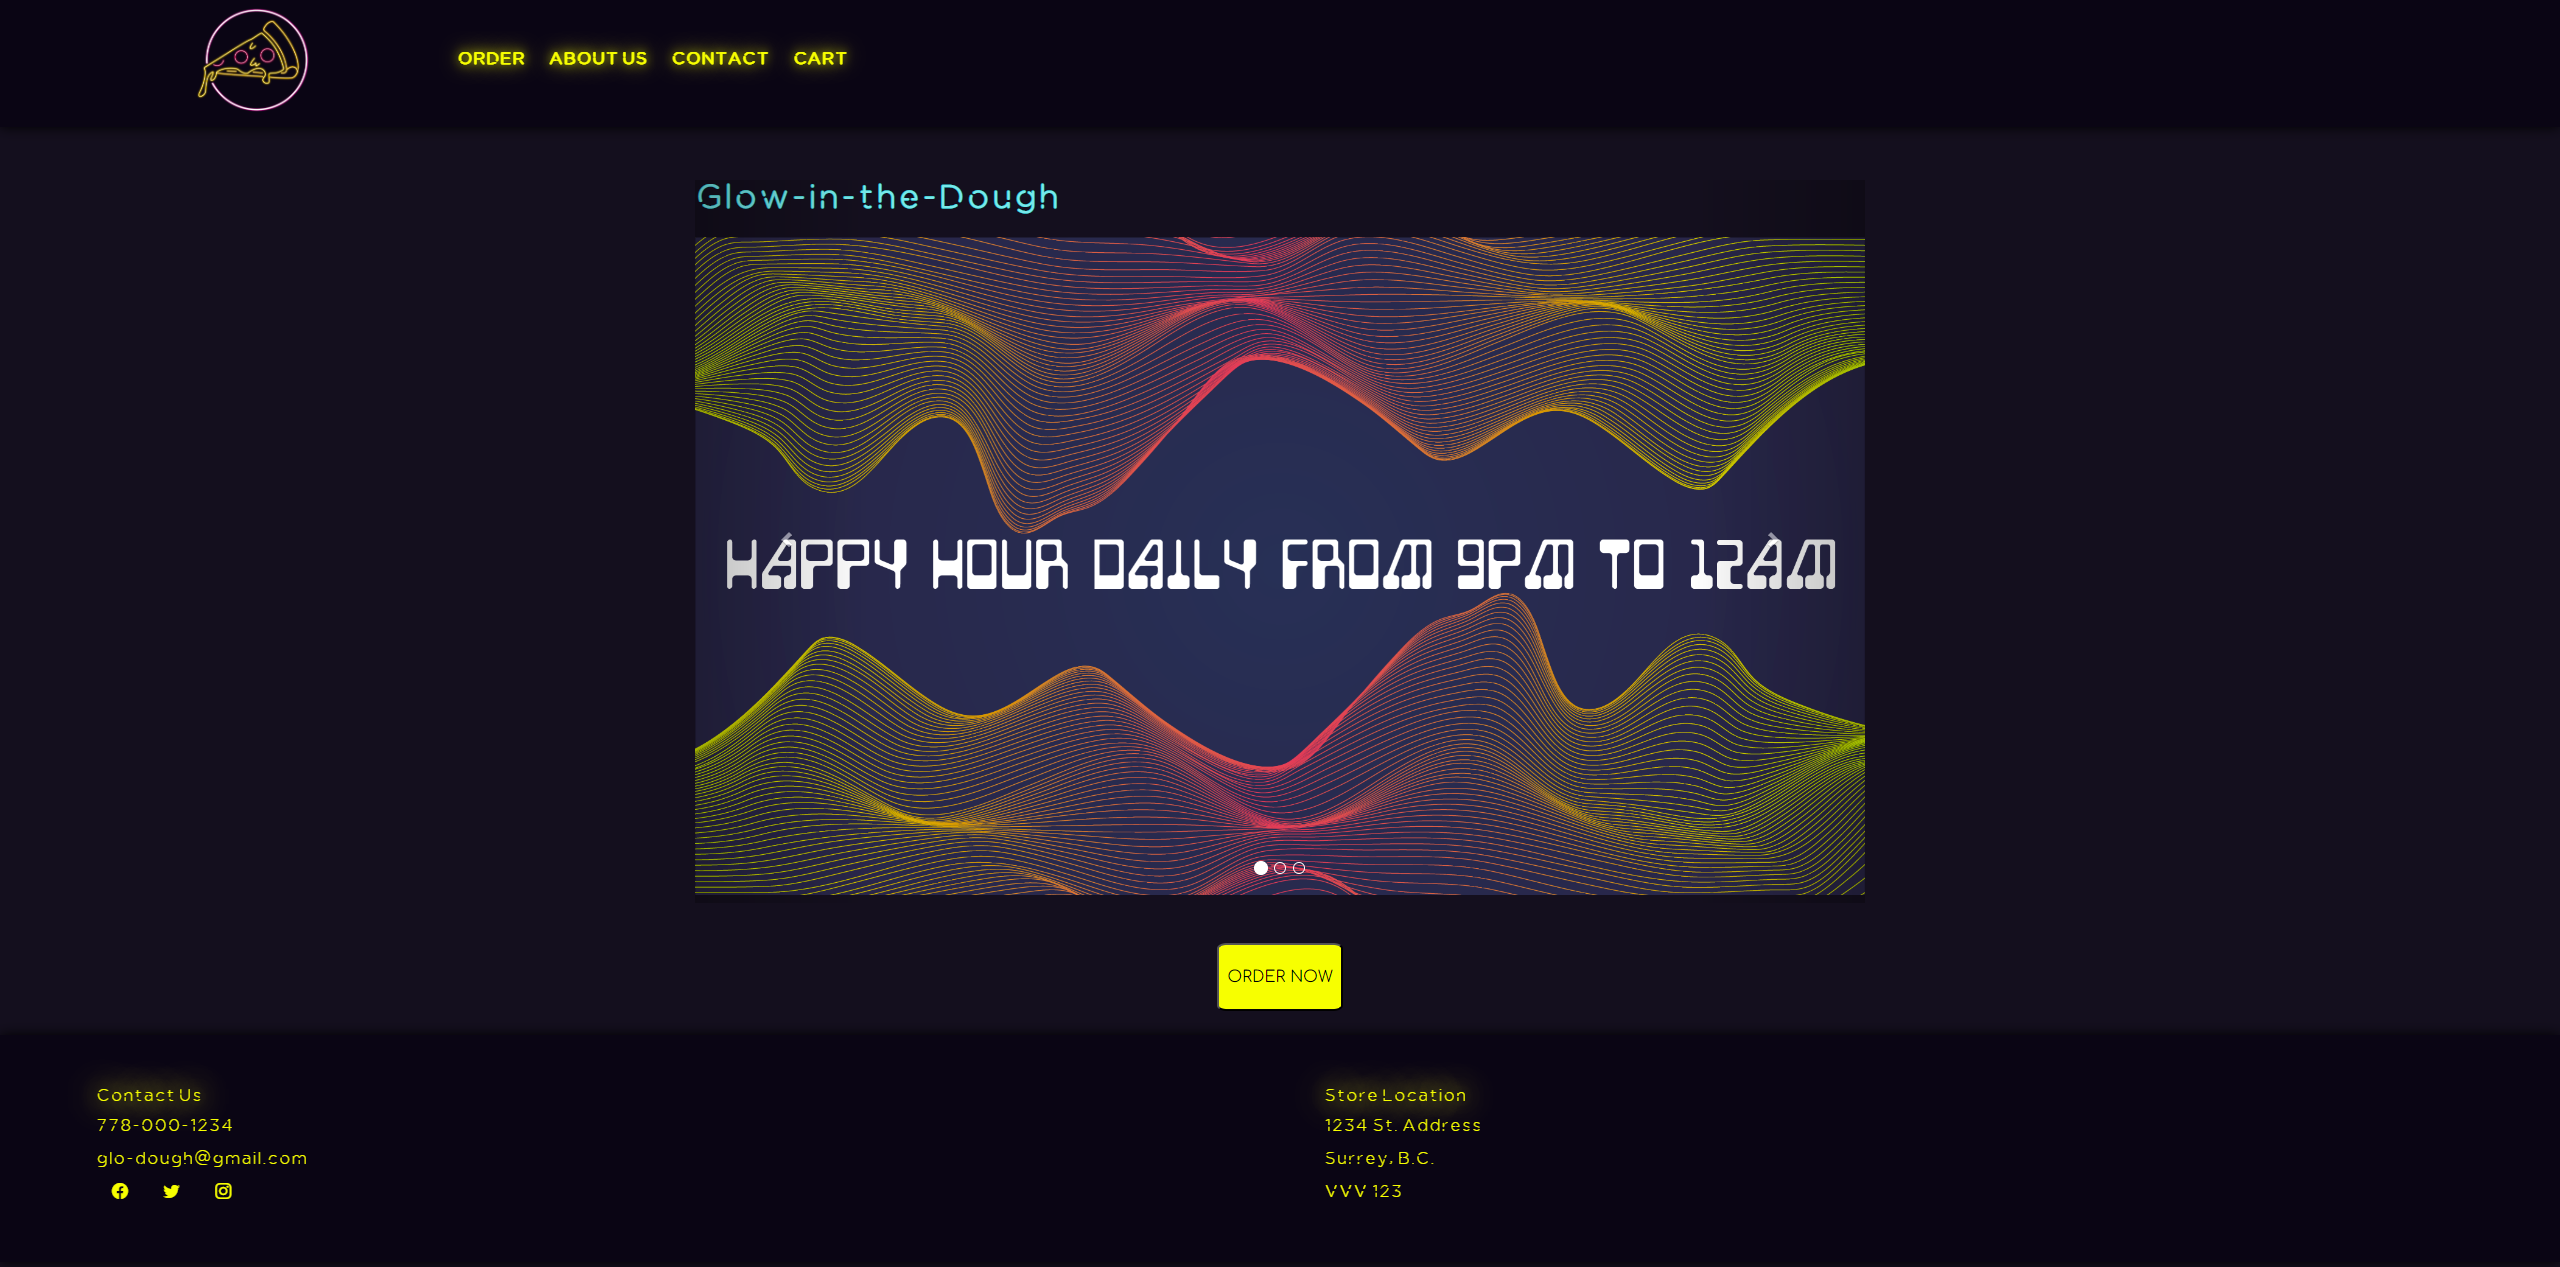 ORDER ABOUT US CONTACT CART
Glow-in-the-Dough
HAPPY HOUR DAILY FROM 9PM TO 12AM
ORDER NOW
Contact Us
778-000-1234
glo-dough@gmail.com
Store Location
1234 St. Address
Surrey, B.C.
VVV 123